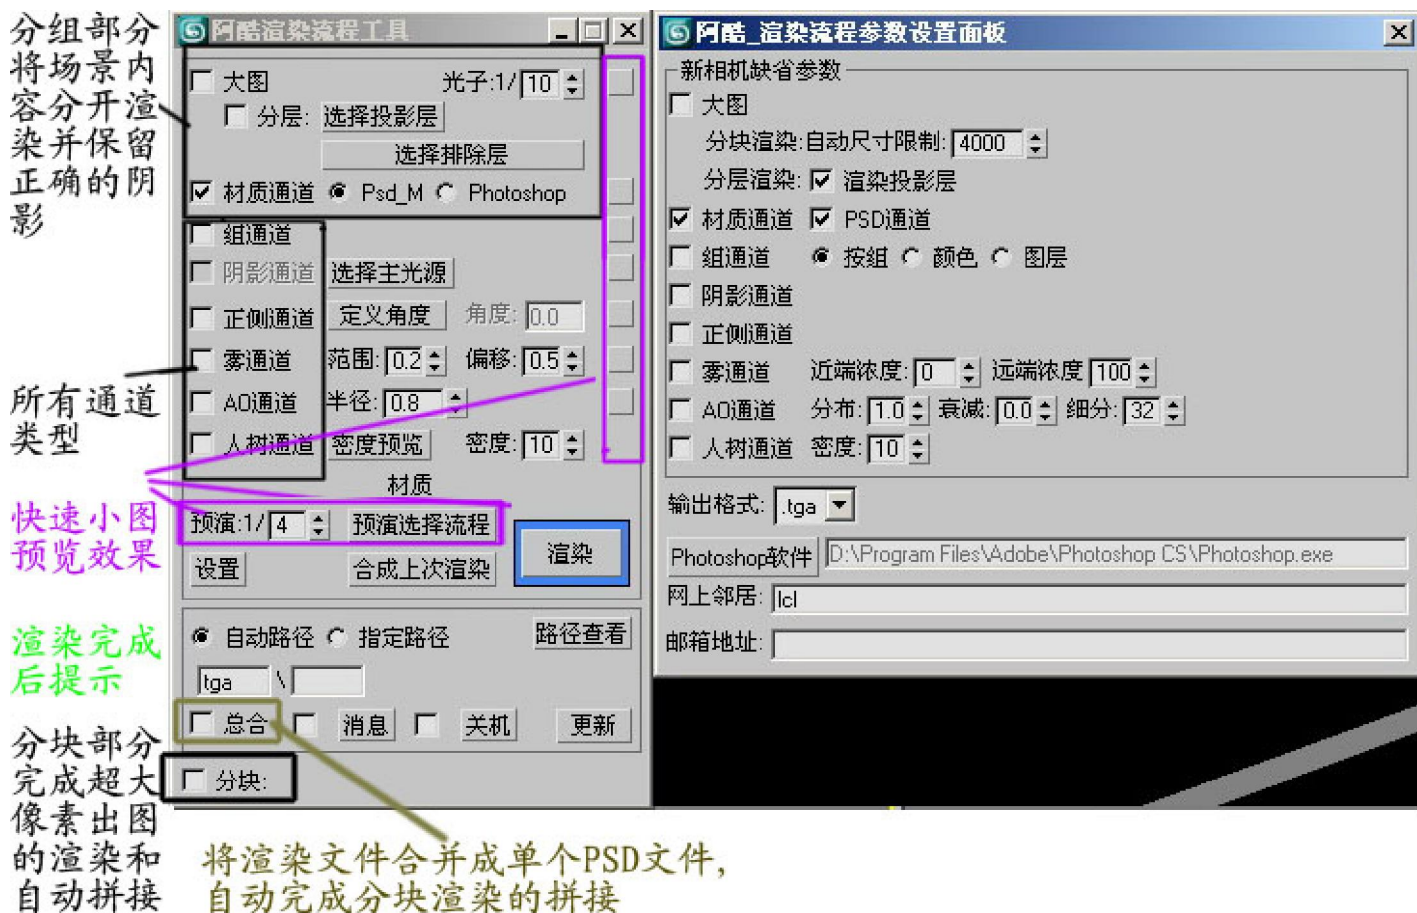 分组部分
将场景内
容分开渲
染并保留
正确的阴
影
所有通道
类型
快速小图
预览效果
渲染完成
后提示
分块部分
完成超大
像素出图
的渲染和
自动拼接
阿酷渲染流程工具
大图 光子:1/ 10
分层: 选择投影层
选择排除层
材质通道 Psd_M Photoshop
组通道
阴影通道 选择主光源
正侧通道 定义角度 角度: 0.0
雾通道 范围: 0.2 偏移: 0.5
AO通道 半径: 0.8
人树通道 密度预览 密度: 10
材质
预演:1/ 4 预演选择流程
渲染
设置 合成上次渲染
自动路径 指定路径 路径查看
tga \
总合 消息 关机 更新
分块:
将渲染文件合并成单个PSD文件,
自动完成分块渲染的拼接
阿酷_渲染流程参数设置面板
新相机缺省参数
大图
分块渲染:自动尺寸限制: 4000
分层渲染: 渲染投影层
材质通道 PSD通道
组通道 按组 颜色 图层
阴影通道
正侧通道
雾通道 近端浓度: 0 远端浓度 100
AO通道 分布: 1.0 衰减: 0.0 细分: 32
人树通道 密度: 10
输出格式: .tga
Photoshop软件 D:\Program Files\Adobe\Photoshop CS\Photoshop.exe
网上邻居: lcl
邮箱地址: